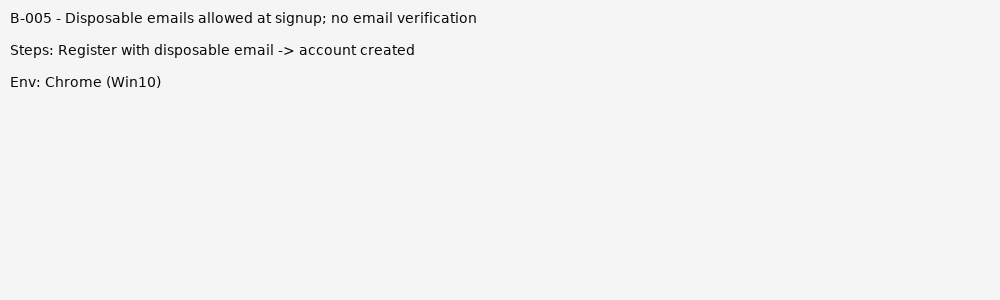 B-005 - Disposable emails allowed at signup; no email verification
Steps: Register with disposable email -> account created
Env: Chrome (Win10)